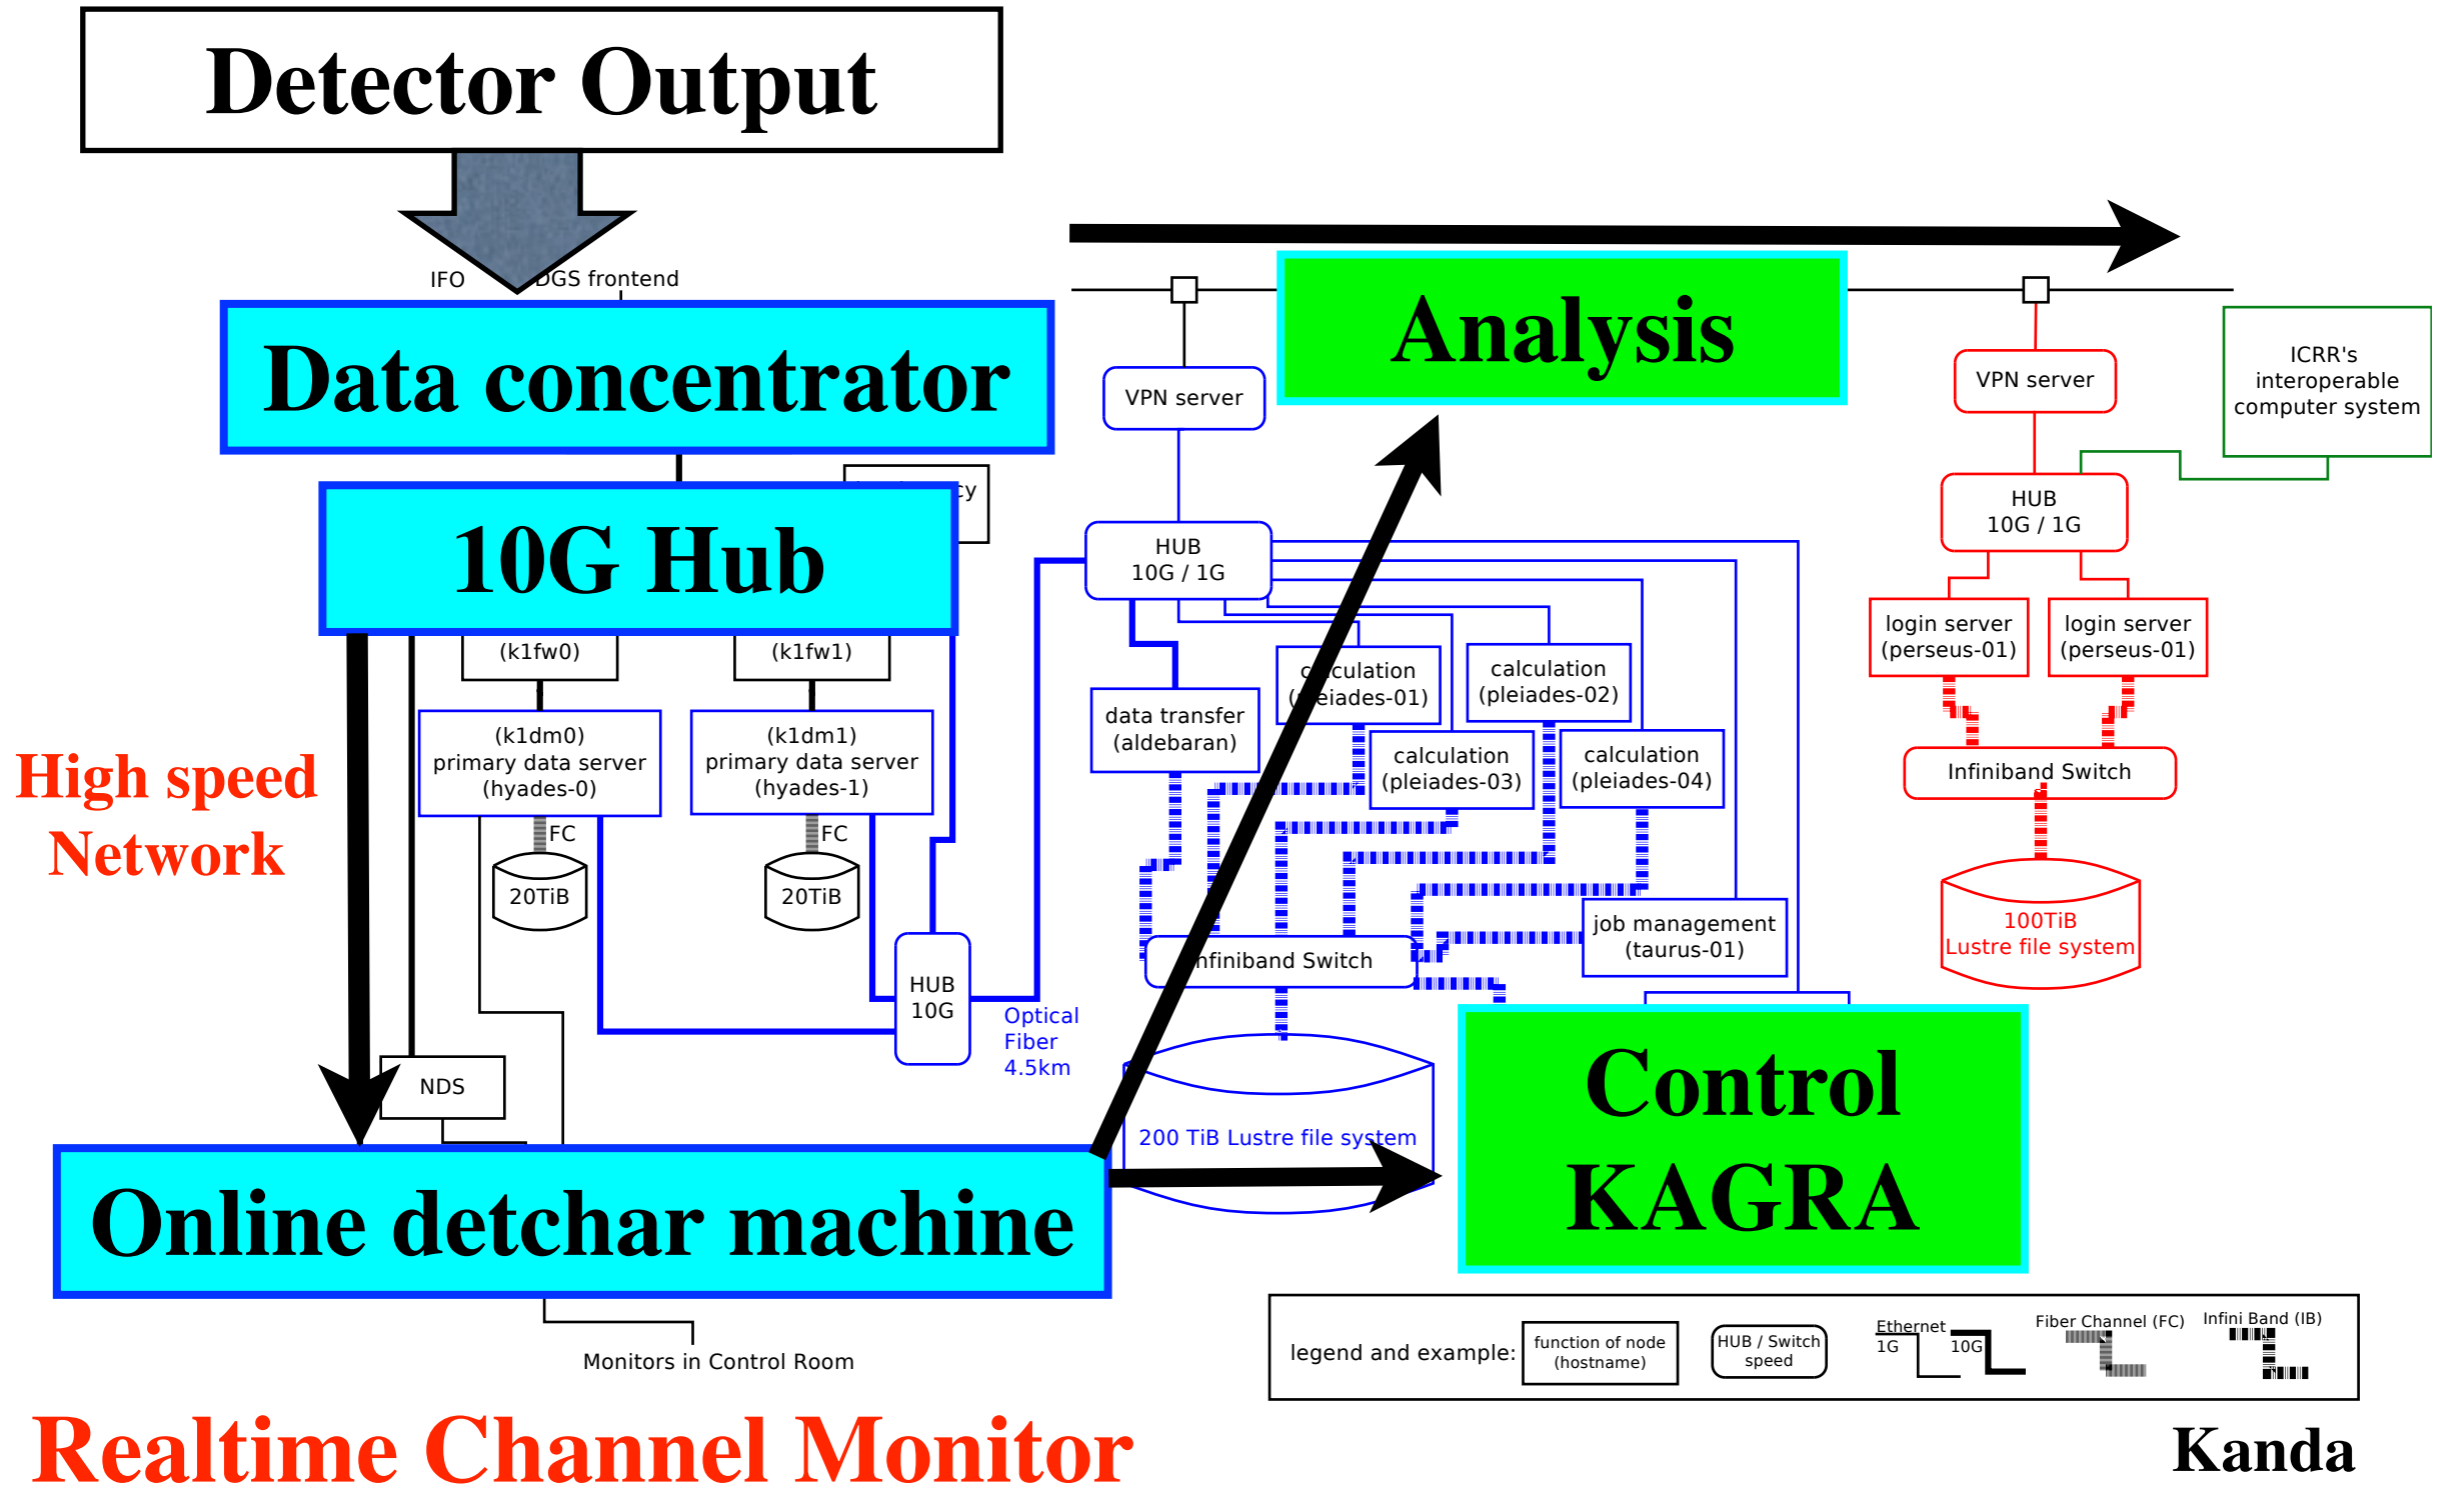 Detector Output
IFO
DGS frontend
Data concentrator
10G Hub
cy
(k1fw0)
(k1fw1)
(k1dm0)
primary data server
(hyades-0)
(k1dm1)
primary data server
(hyades-1)
FC
FC
20TiB
20TiB
High speed
Network
HUB
10G
Optical
Fiber
4.5km
NDS
Online detchar machine
Monitors in Control Room
Realtime Channel Monitor
Analysis
VPN server
HUB
10G / 1G
data transfer
(aldebaran)
calculation
(pleiades-01)
calculation
(pleiades-02)
calculation
(pleiades-03)
calculation
(pleiades-04)
job management
(taurus-01)
Infiniband Switch
200 TiB Lustre file system
Control
KAGRA
VPN server
ICRR's
interoperable
computer system
HUB
10G / 1G
login server
(perseus-01)
login server
(perseus-01)
Infiniband Switch
100TiB
Lustre file system
legend and example:
function of node
(hostname)
HUB / Switch
speed
Ethernet
1G
10G
Fiber Channel (FC)
Infini Band (IB)
Kanda